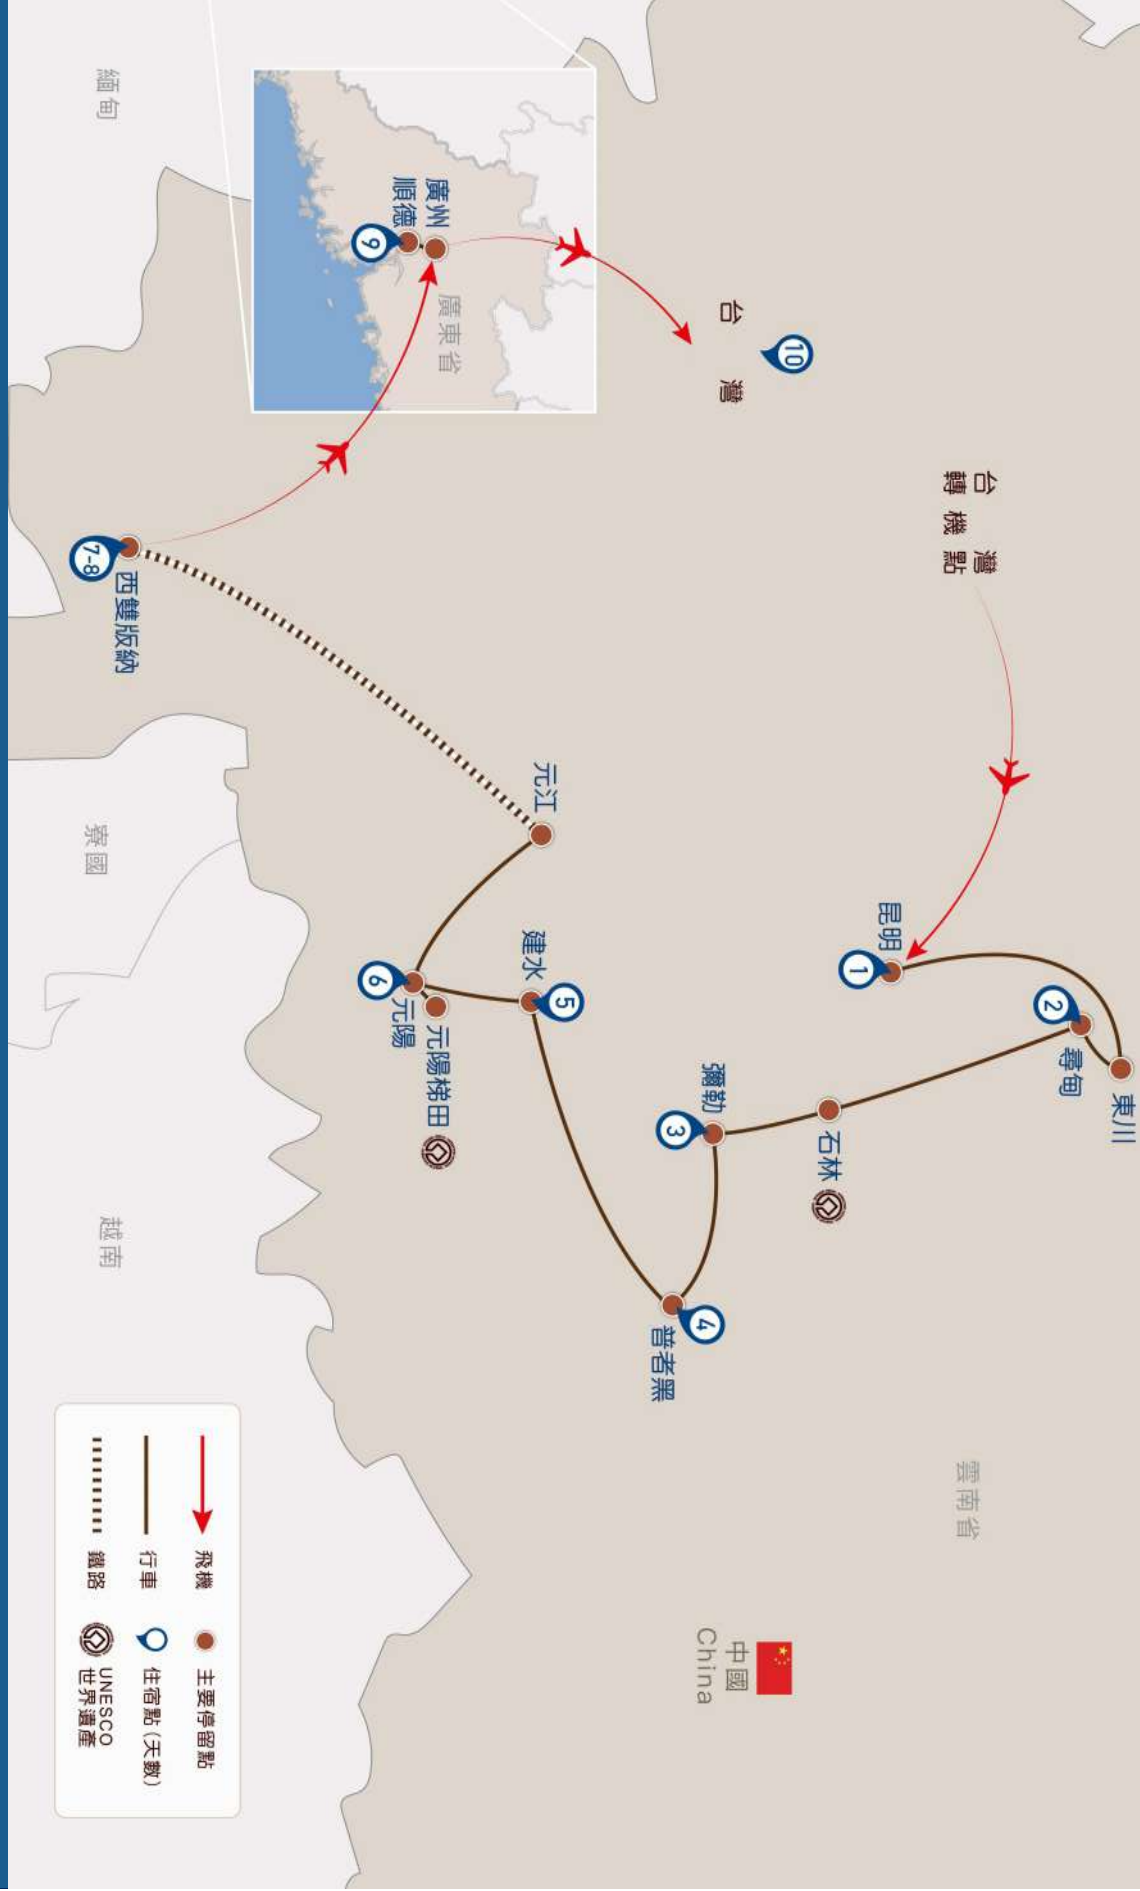 台灣
轉機點
台灣
10
昆明
1
東川
尋甸
2
石林
彌勒
3
普者黑
4
建水
5
元陽
6
元陽梯田
元江
西雙版納
7-8
廣州
順德
9
廣東省
緬甸
寮國
越南
雲南省
中國
China
飛機
行車
鐵路
主要停留點
住宿點(天數)
UNESCO
世界遺產